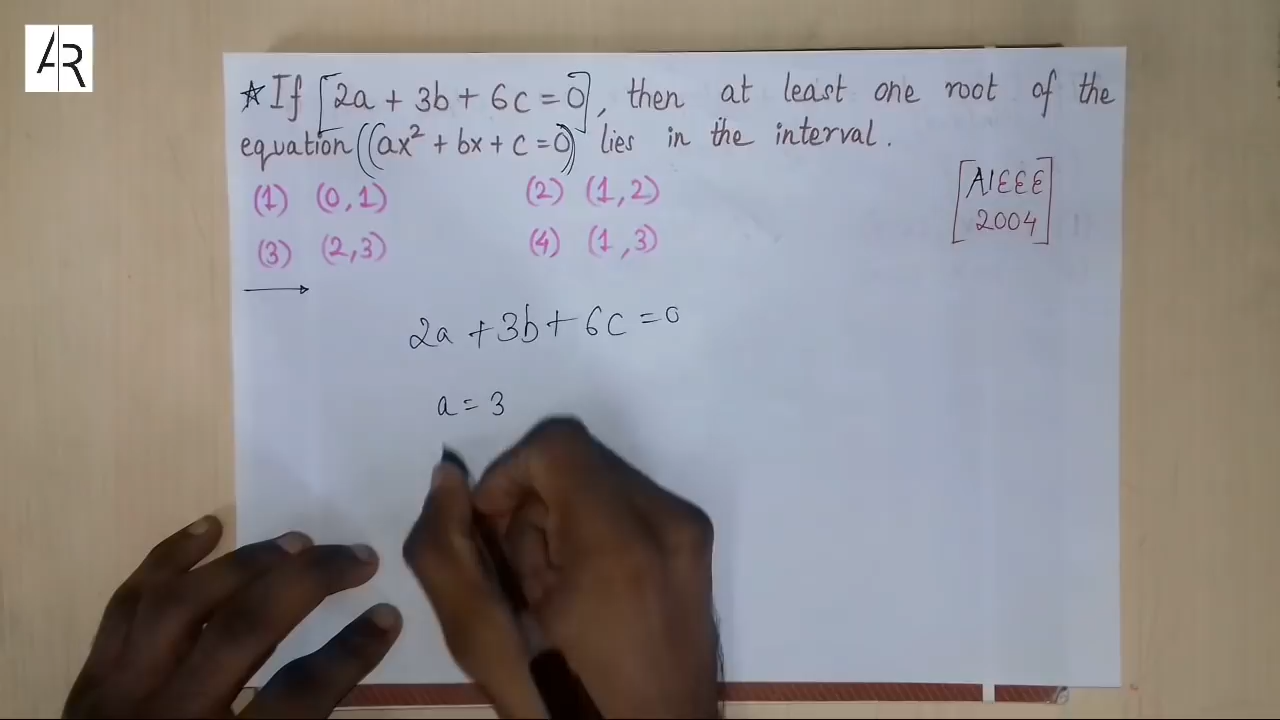 AR
☆ If [2a + 3b + 6c = 0], then at least one root of the
equation ((ax² + bx + c = 0) lies in the interval.
(1) (0,1) (2) (1,2)
(3) (2,3) (4) (1,3)
[AIEEE
2004]
2a + 3b + 6c = 0
a = 3